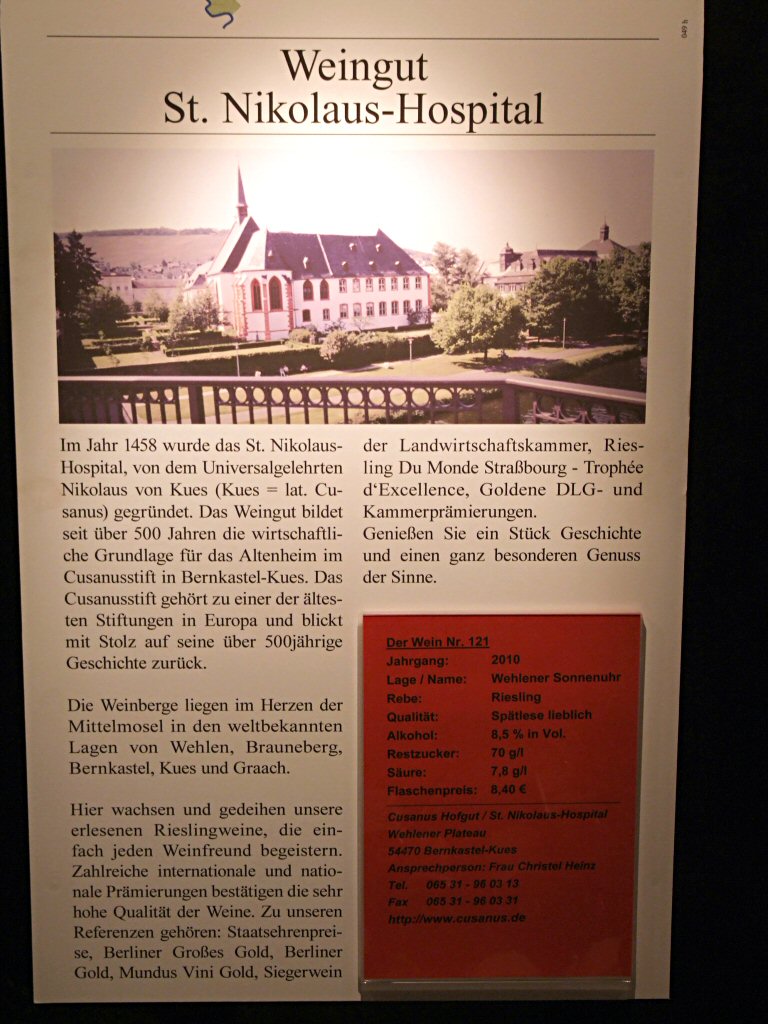 049 h
Weingut
St. Nikolaus-Hospital
Im Jahr 1458 wurde das St. Nikolaus-
Hospital, von dem Universalgelehrten
Nikolaus von Kues (Kues = lat. Cu-
sanus) gegründet. Das Weingut bildet
seit über 500 Jahren die wirtschaftli-
che Grundlage für das Altenheim im
Cusanusstift in Bernkastel-Kues. Das
Cusanusstift gehört zu einer der ältes-
ten Stiftungen in Europa und blickt
mit Stolz auf seine über 500jährige
Geschichte zurück.
Die Weinberge liegen im Herzen der
Mittelmosel in den weltbekannten
Lagen von Wehlen, Brauneberg,
Bernkastel, Kues und Graach.
Hier wachsen und gedeihen unsere
erlesenen Rieslingweine, die ein-
fach jeden Weinfreund begeistern.
Zahlreiche internationale und natio-
nale Prämierungen bestätigen die sehr
hohe Qualität der Weine. Zu unseren
Referenzen gehören: Staatsehrenprei-
se, Berliner Großes Gold, Berliner
Gold, Mundus Vini Gold, Siegerwein
der Landwirtschaftskammer, Ries-
ling Du Monde Straßbourg - Trophée
d‘Excellence, Goldene DLG- und
Kammerprämierungen.
Genießen Sie ein Stück Geschichte
und einen ganz besonderen Genuss
der Sinne.
Der Wein Nr. 121
Jahrgang: 2010
Lage / Name: Wehlener Sonnenuhr
Rebe: Riesling
Qualität: Spätlese lieblich
Alkohol: 8,5 % in Vol.
Restzucker: 70 g/l
Säure: 7,8 g/l
Flaschenpreis: 8,40 €
Cusanus Hofgut / St. Nikolaus-Hospital
Wehlener Plateau
54470 Bernkastel-Kues
Ansprechperson: Frau Christel Heinz
Tel. 065 31 - 96 03 13
Fax 065 31 - 96 03 31
http://www.cusanus.de